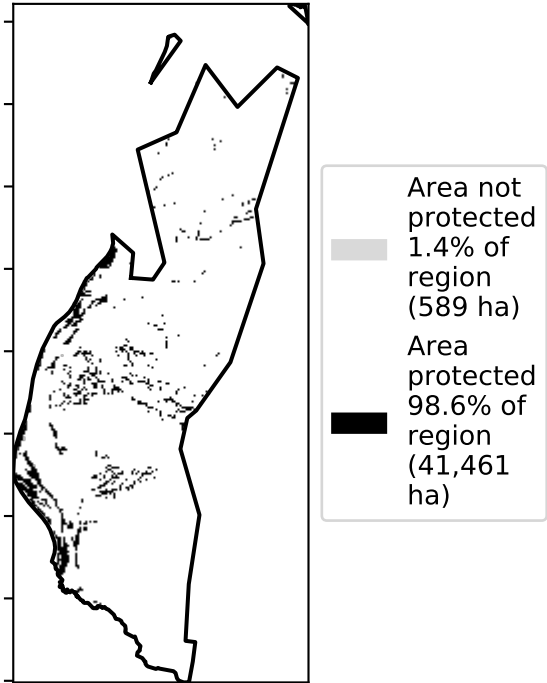 Area not
protected
1.4% of
region
(589 ha)
Area
protected
98.6% of
region
(41,461
ha)